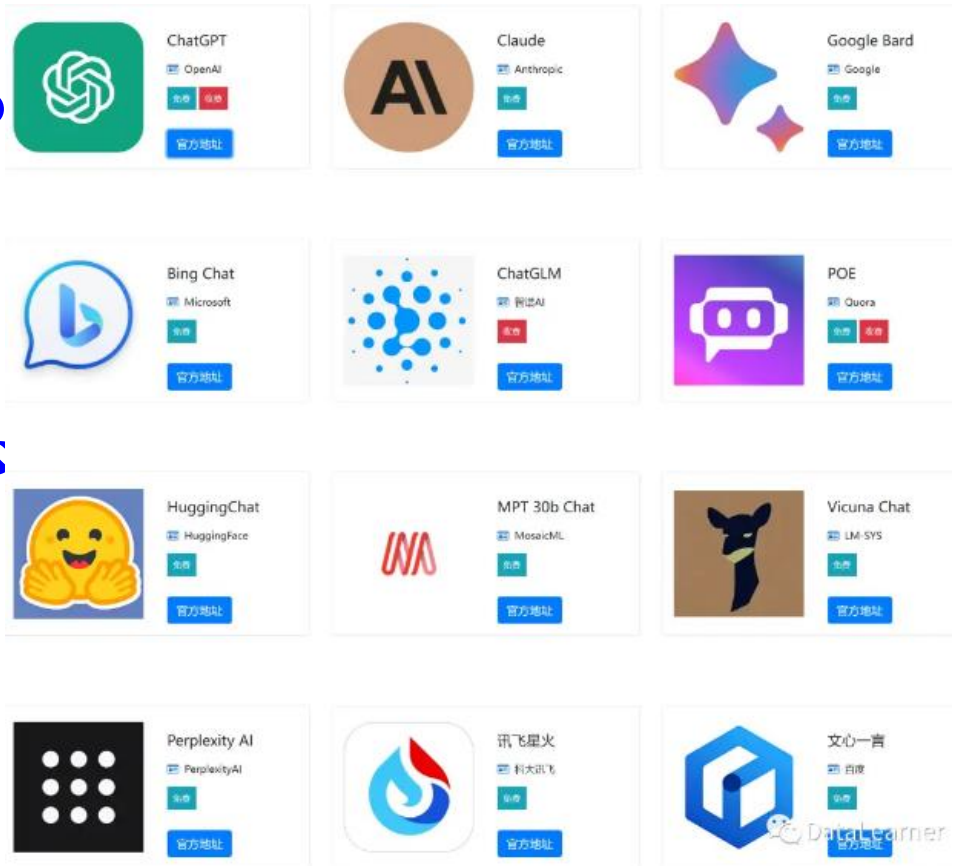 ChatGPT
OpenAI
免费 收费
官方地址
Claude
Anthropic
免费
官方地址
Google Bard
Google
免费
官方地址
Bing Chat
Microsoft
免费
官方地址
ChatGLM
智谱AI
收费
官方地址
POE
Quora
免费 收费
官方地址
HuggingChat
HuggingFace
免费
官方地址
MPT 30b Chat
MosaicML
免费
官方地址
Vicuna Chat
LM-SYS
免费
官方地址
Perplexity AI
PerplexityAI
免费
官方地址
讯飞星火
科大讯飞
免费
官方地址
文心一言
百度
免费
官方地址
DataLearner